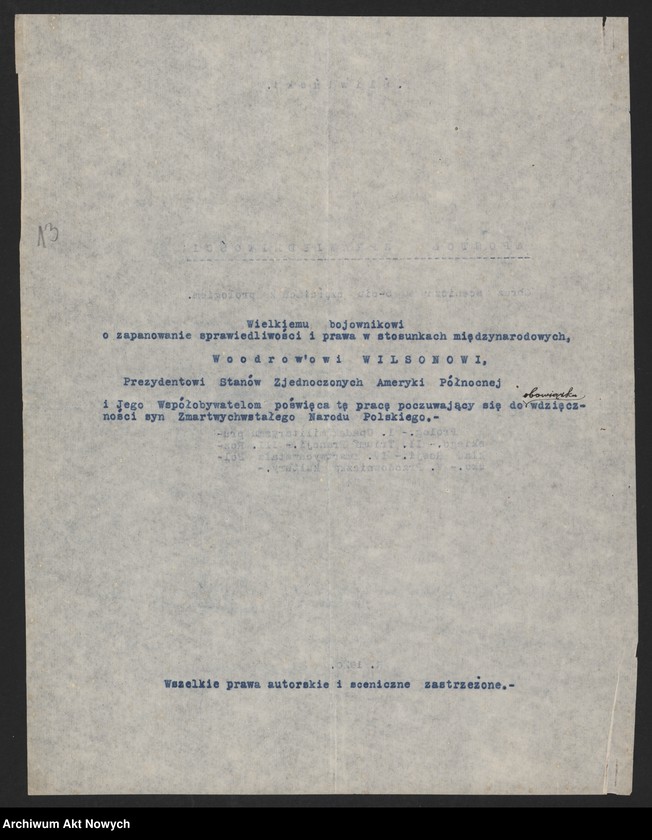 13
Wielkiemu bojownikowi
o zapanowanie sprawiedliwości i prawa w stosunkach międzynarodowych,
Woodrow'owi WILSONOWI,
Prezydentowi Stanów Zjednoczonych Ameryki Północnej
obowiązku
i Jego Współobywatelom poświęca tę pracę poczuwający się do wdzięcz-
ności syn Zmartwychwstałego Narodu Polskiego.-
Wszelkie prawa autorskie i sceniczne zastrzeżone.-
Archiwum Akt Nowych